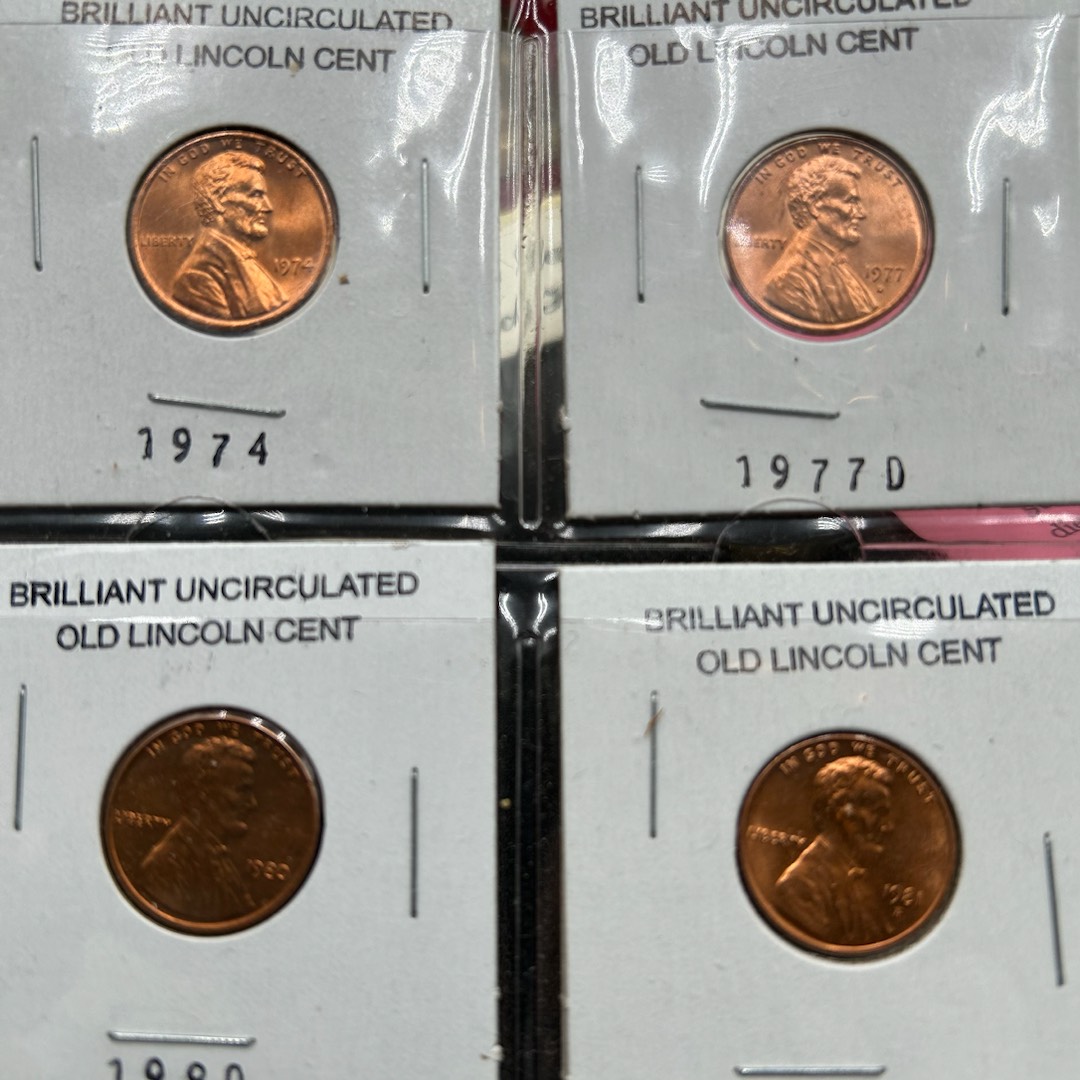 BRILLIANT UNCIRCULATED
OLD LINCOLN CENT
IN GOD WE TRUST
LIBERTY
1974
1974
BRILLIANT UNCIRCULATED
OLD LINCOLN CENT
IN GOD WE TRUST
LIBERTY
1977
D
1977D
BRILLIANT UNCIRCULATED
OLD LINCOLN CENT
IN GOD WE TRUST
LIBERTY
1980
1980
BRILLIANT UNCIRCULATED
OLD LINCOLN CENT
IN GOD WE TRUST
LIBERTY
1981